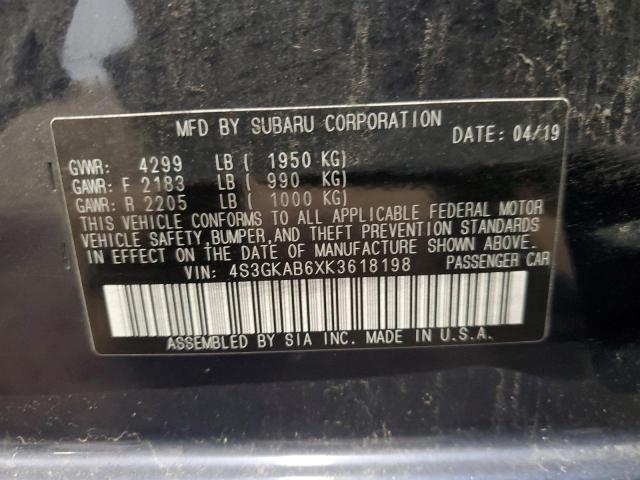 MFD BY SUBARU CORPORATION DATE: 04/19
GVWR: 4299 LB ( 1950 KG)
GAWR: F 2183 LB ( 990 KG)
GAWR: R 2205 LB ( 1000 KG)
THIS VEHICLE CONFORMS TO ALL APPLICABLE FEDERAL MOTOR
VEHICLE SAFETY,BUMPER,AND THEFT PREVENTION STANDARDS
IN EFFECT ON THE DATE OF MANUFACTURE SHOWN ABOVE.
VIN: 4S3GKAB6XK3618198 PASSENGER CAR
ASSEMBLED BY SIA INC. MADE IN U.S.A.